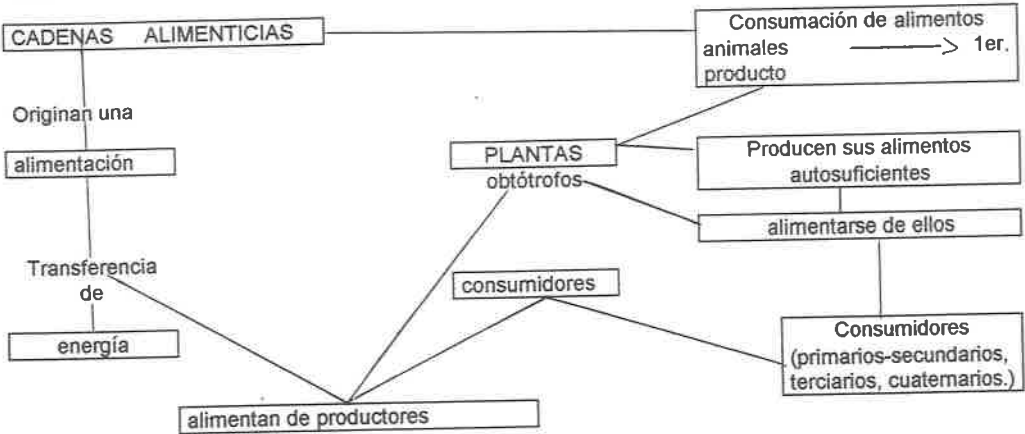 CADENAS ALIMENTICIAS
Consumación de alimentos
animales ———> 1er.
producto
Originan una
alimentación
PLANTAS
obtótrofos
Producen sus alimentos
autosuficientes
alimentarse de ellos
Transferencia
de
energía
consumidores
Consumidores
(primarios-secundarios,
terciarios, cuaternarios.)
alimentan de productores